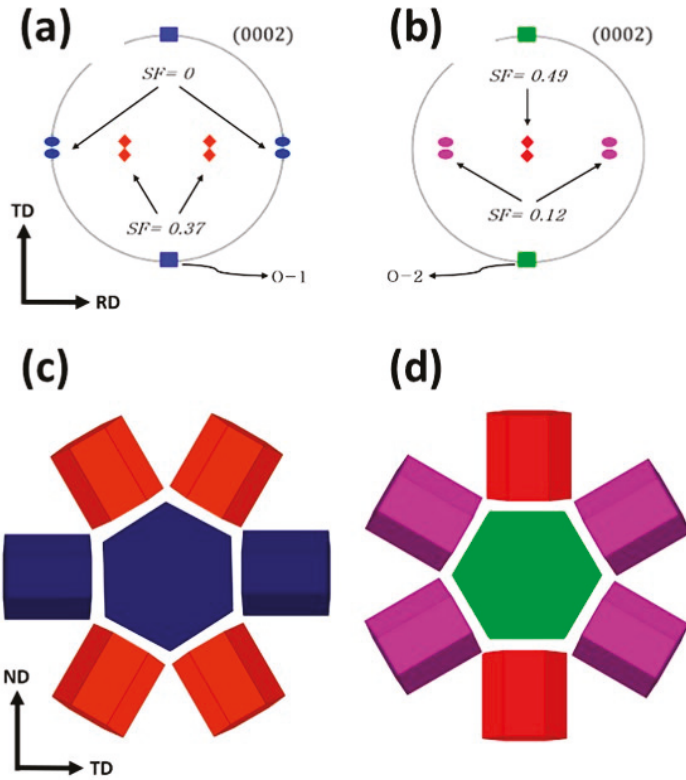 (a)
(0002)
SF= 0
SF= 0.37
TD
RD
O-1
(b)
(0002)
SF= 0.49
SF= 0.12
O-2
(c)
(d)
ND
TD